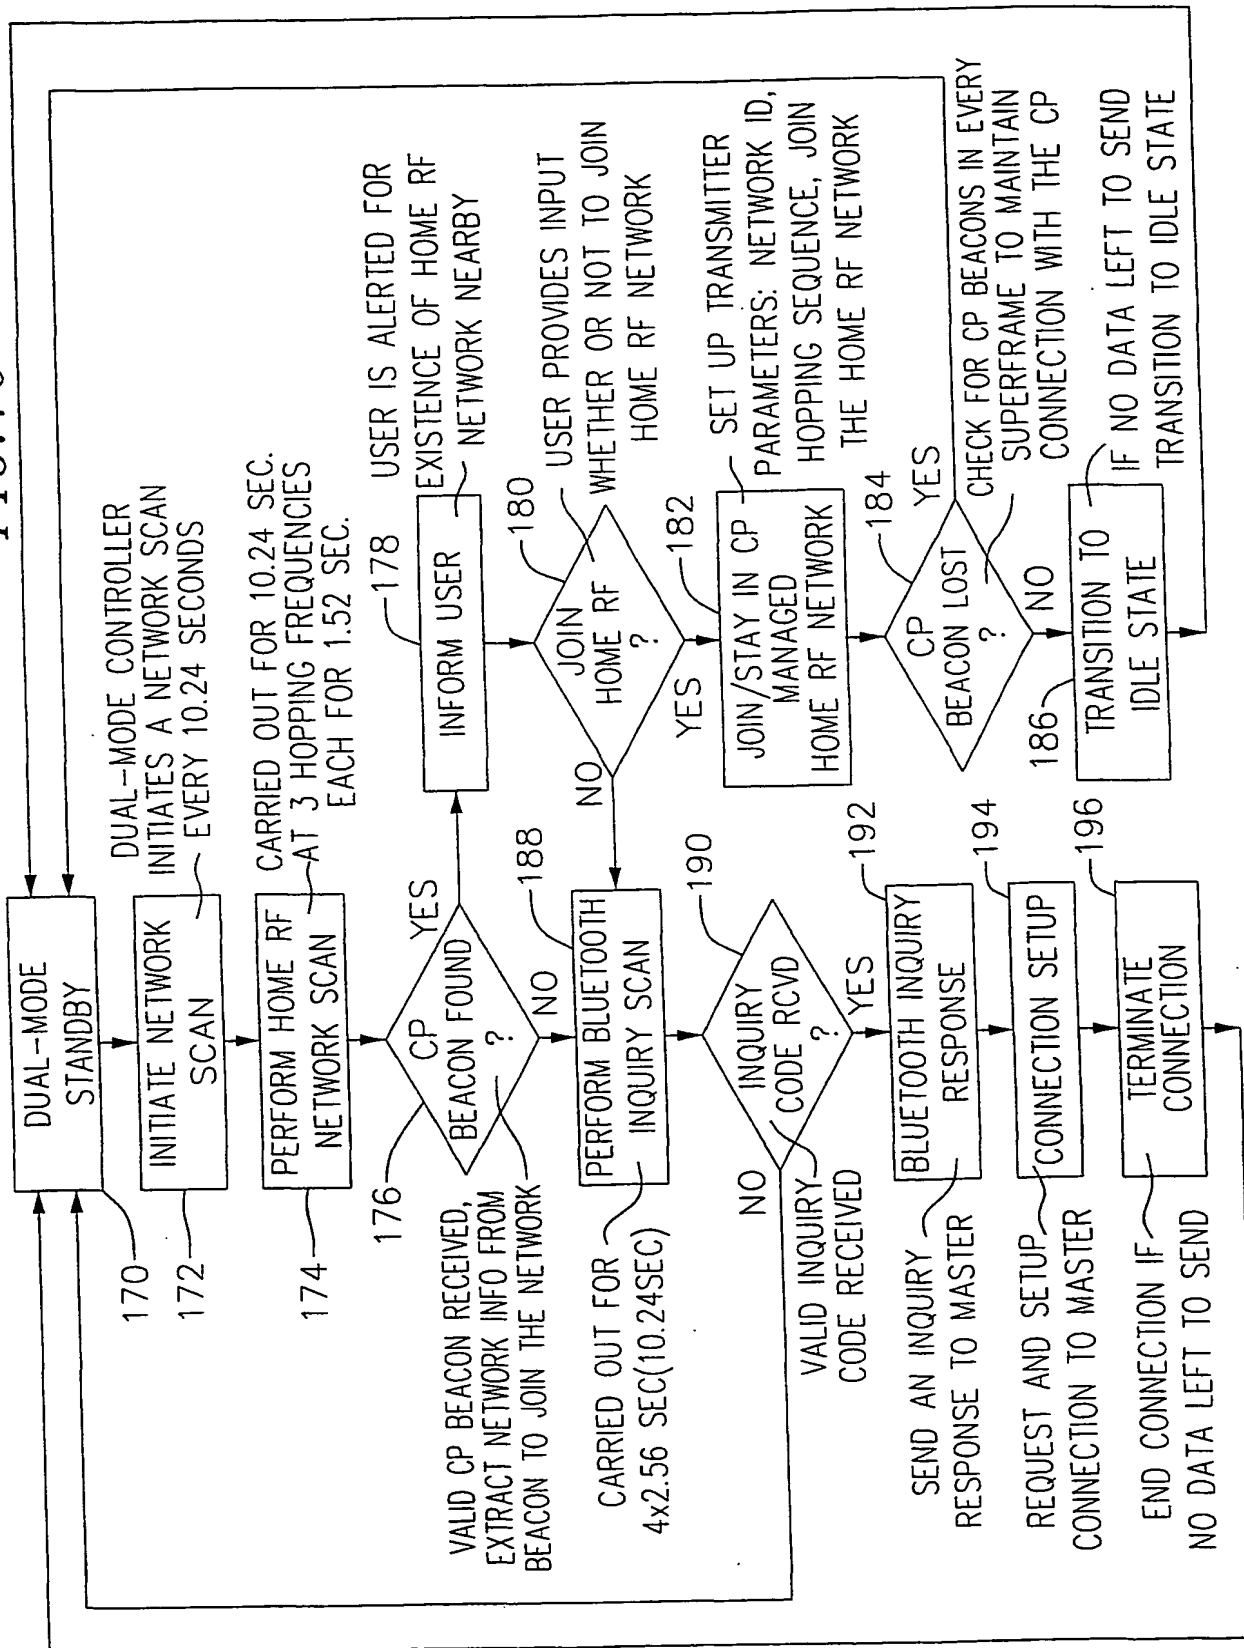 DUAL-MODE
STANDBY
170
DUAL-MODE CONTROLLER
INITIATES A NETWORK SCAN
EVERY 10.24 SECONDS
INITIATE NETWORK
SCAN
172
CARRIED OUT FOR 10.24 SEC.
AT 3 HOPPING FREQUENCIES
EACH FOR 1.52 SEC.
PERFORM HOME RF
NETWORK SCAN
174
CP
BEACON FOUND
?
176
YES
NO
VALID CP BEACON RECEIVED,
EXTRACT NETWORK INFO FROM
BEACON TO JOIN THE NETWORK
178
USER IS ALERTED FOR
EXISTENCE OF HOME RF
NETWORK NEARBY
INFORM USER
180
USER PROVIDES INPUT
WHETHER OR NOT TO JOIN
HOME RF NETWORK
JOIN
HOME RF
?
NO
YES
182
SET UP TRANSMITTER
PARAMETERS: NETWORK ID,
HOPPING SEQUENCE, JOIN
THE HOME RF NETWORK
JOIN/STAY IN CP
MANAGED
HOME RF NETWORK
184
CP
BEACON LOST
?
YES
NO
CHECK FOR CP BEACONS IN EVERY
SUPERFRAME TO MAINTAIN
CONNECTION WITH THE CP
186
TRANSITION TO
IDLE STATE
IF NO DATA LEFT TO SEND
TRANSITION TO IDLE STATE
188
PERFORM BLUETOOTH
INQUIRY SCAN
CARRIED OUT FOR
4x2.56 SEC(10.24SEC)
190
INQUIRY
CODE RCVD
?
NO
YES
VALID INQUIRY
CODE RECEIVED
192
BLUETOOTH INQUIRY
RESPONSE
SEND AN INQUIRY
RESPONSE TO MASTER
194
CONNECTION SETUP
REQUEST AND SETUP
CONNECTION TO MASTER
196
TERMINATE
CONNECTION
END CONNECTION IF
NO DATA LEFT TO SEND